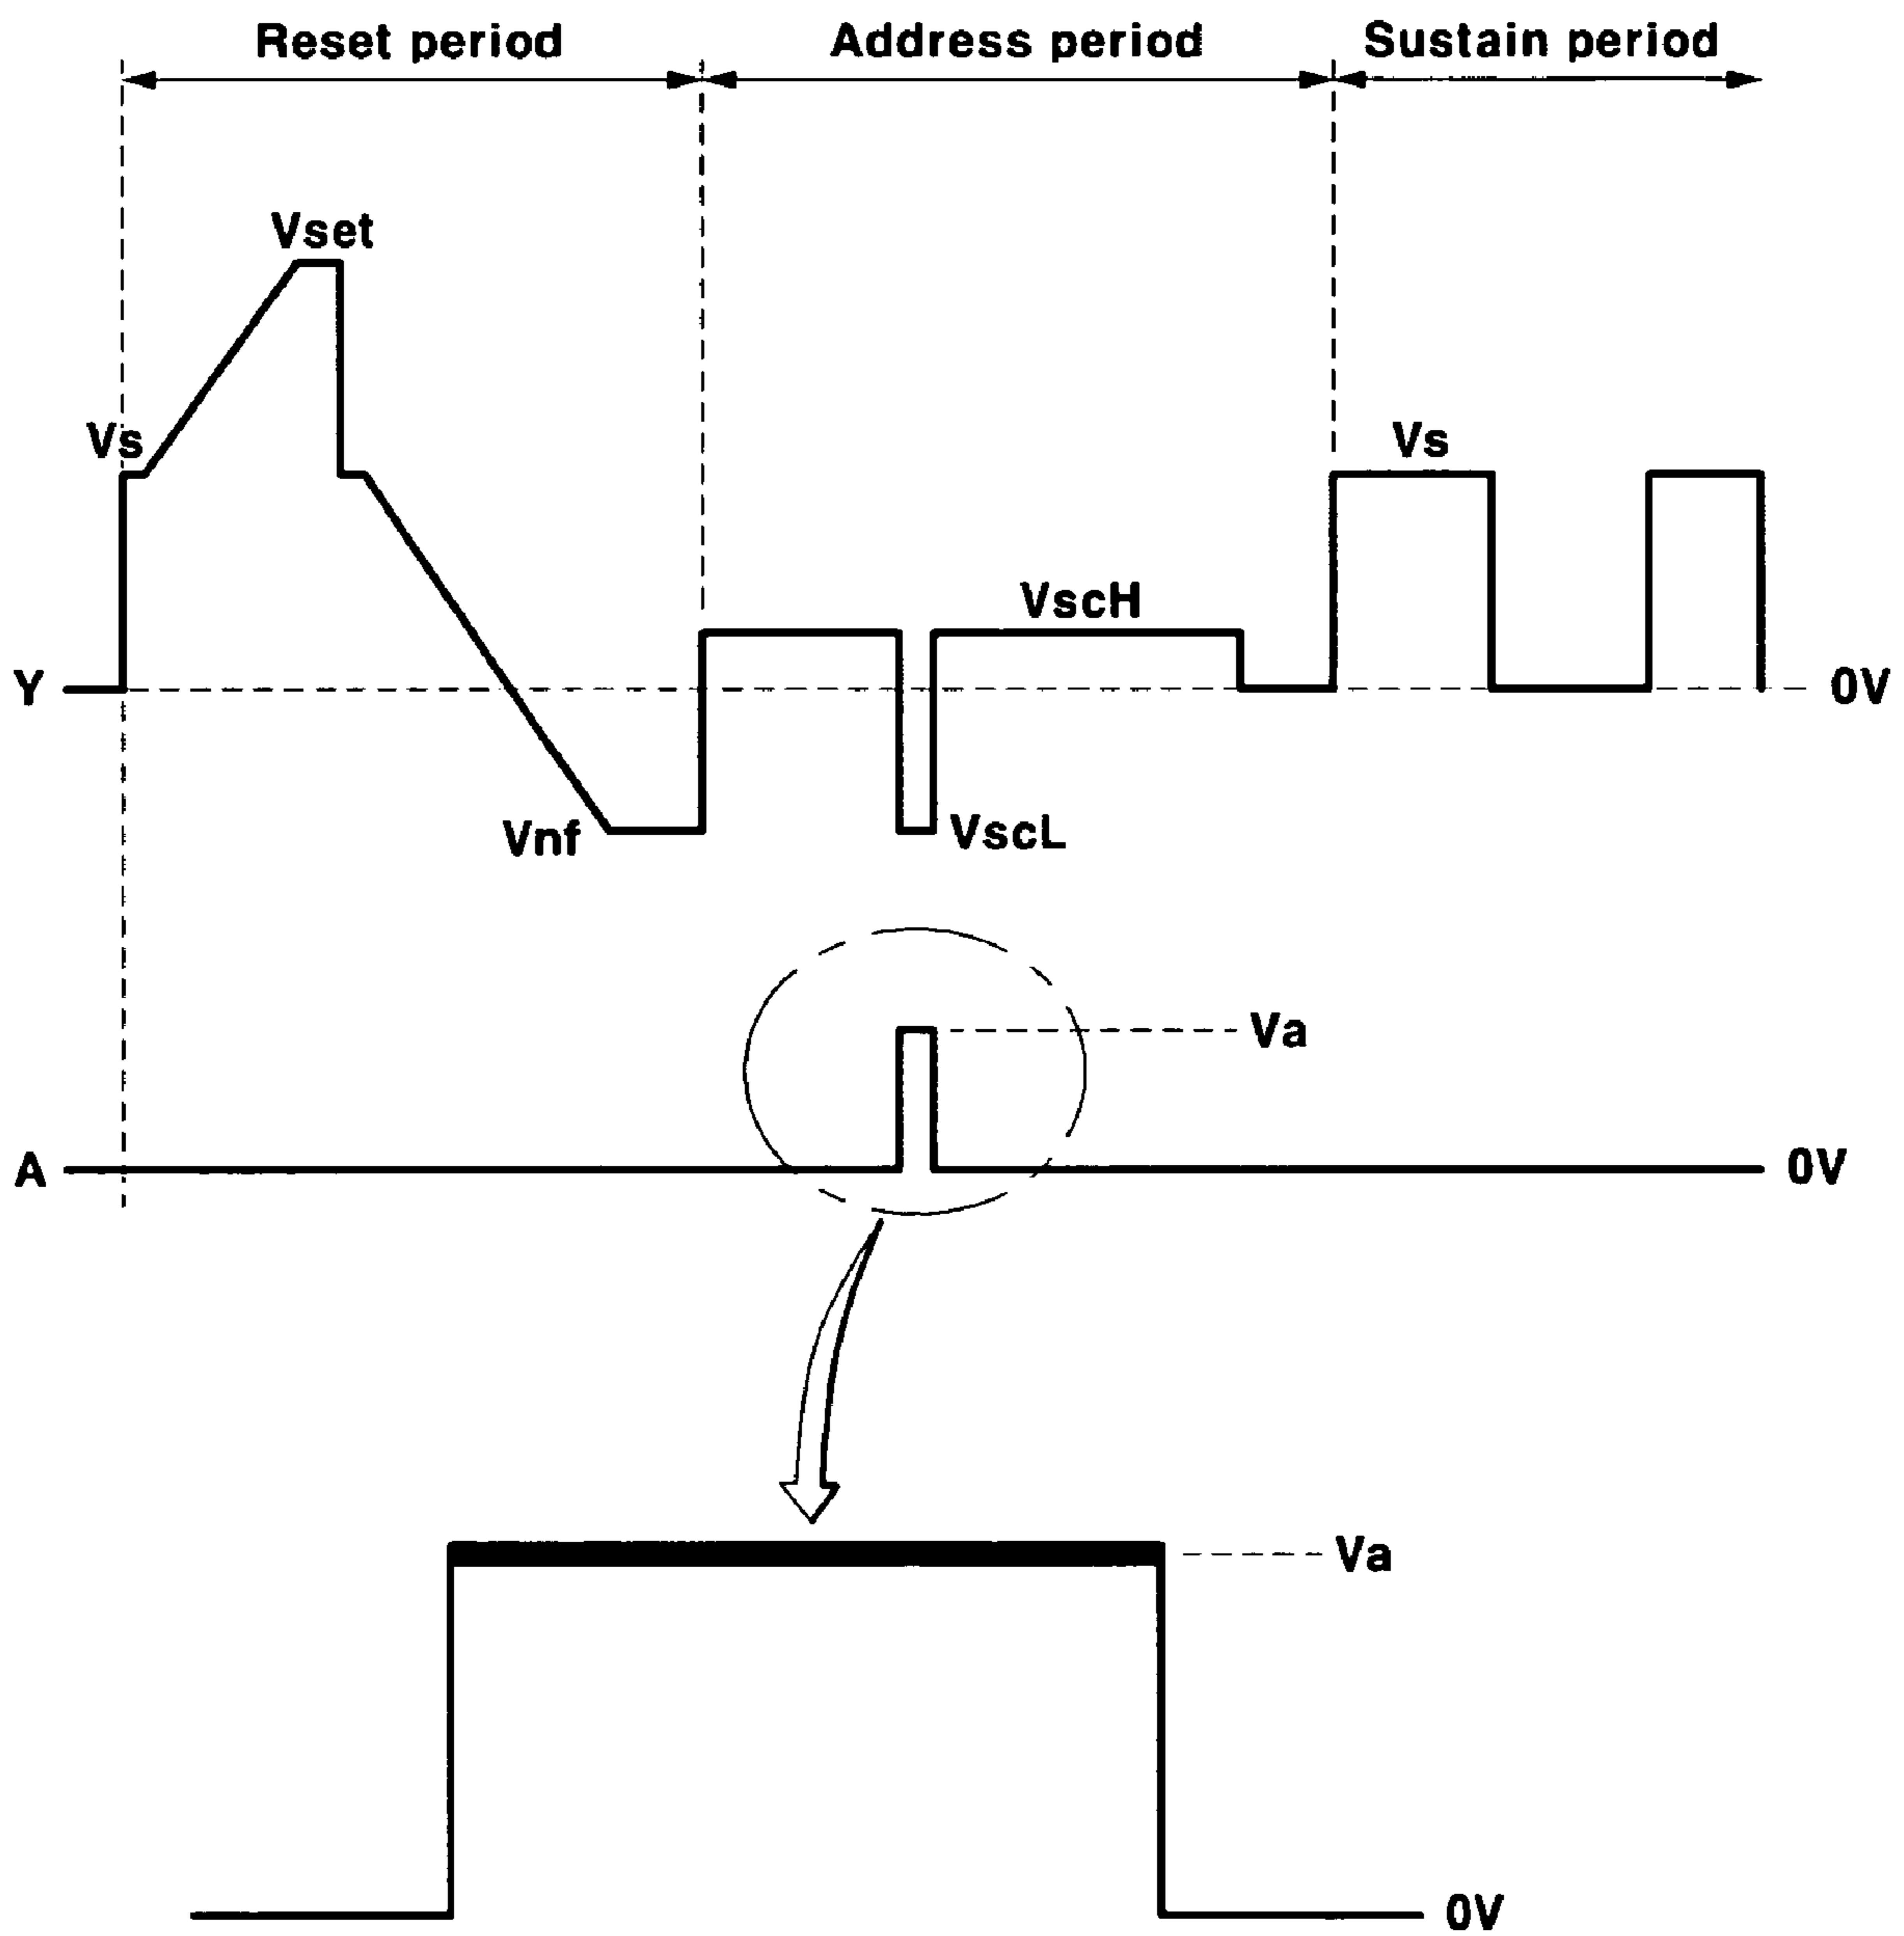 Reset period
Address period
Sustain period
Vset
Vs
Vs
VscH
Y
0V
Vnf
VscL
Va
A
0V
Va
0V